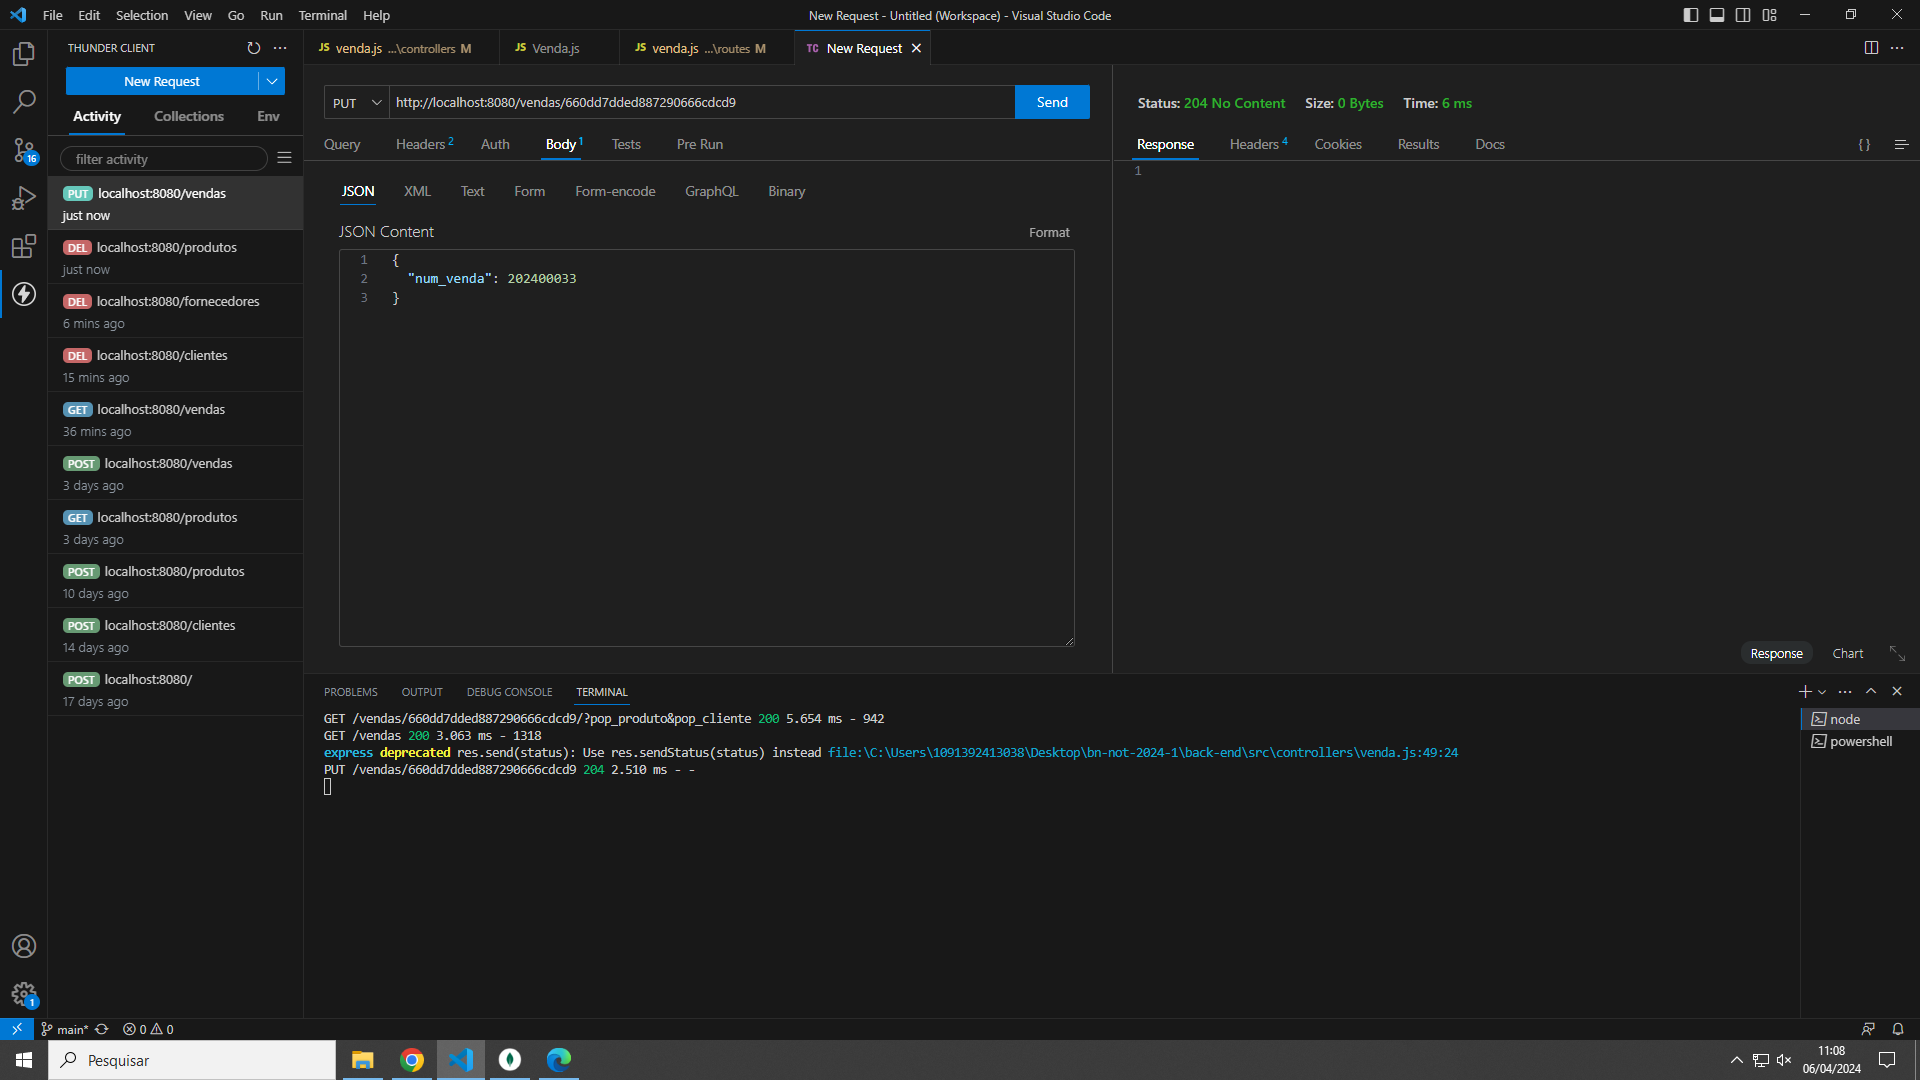 File Edit Selection View Go Run Terminal Help
New Request - Untitled (Workspace) - Visual Studio Code
THUNDER CLIENT
New Request
Activity Collections Env
filter activity
PUT localhost:8080/vendas
just now
DEL localhost:8080/produtos
just now
DEL localhost:8080/fornecedores
6 mins ago
DEL localhost:8080/clientes
15 mins ago
GET localhost:8080/vendas
36 mins ago
POST localhost:8080/vendas
3 days ago
GET localhost:8080/produtos
3 days ago
POST localhost:8080/produtos
10 days ago
POST localhost:8080/clientes
14 days ago
POST localhost:8080/
17 days ago
16
1
JS venda.js ...\controllers M
JS Venda.js
JS venda.js ...\routes M
TC New Request
PUT http://localhost:8080/vendas/660dd7dded887290666cdcd9 Send
Query Headers 2 Auth Body 1 Tests Pre Run
JSON XML Text Form Form-encode GraphQL Binary
JSON Content Format
1 {
2 "num_venda": 202400033
3 }
Status: 204 No Content Size: 0 Bytes Time: 6 ms
Response Headers 4 Cookies Results Docs { }
1
Response Chart
PROBLEMS OUTPUT DEBUG CONSOLE TERMINAL
GET /vendas/660dd7dded887290666cdcd9/?pop_produto&pop_cliente 200 5.654 ms - 942
GET /vendas 200 3.063 ms - 1318
express deprecated res.send(status): Use res.sendStatus(status) instead file:\C:\Users\1091392413038\Desktop\bn-not-2024-1\back-end\src\controllers\venda.js:49:24
PUT /vendas/660dd7dded887290666cdcd9 204 2.510 ms - -
node
powershell
main* 0 0
Pesquisar
11:08
06/04/2024